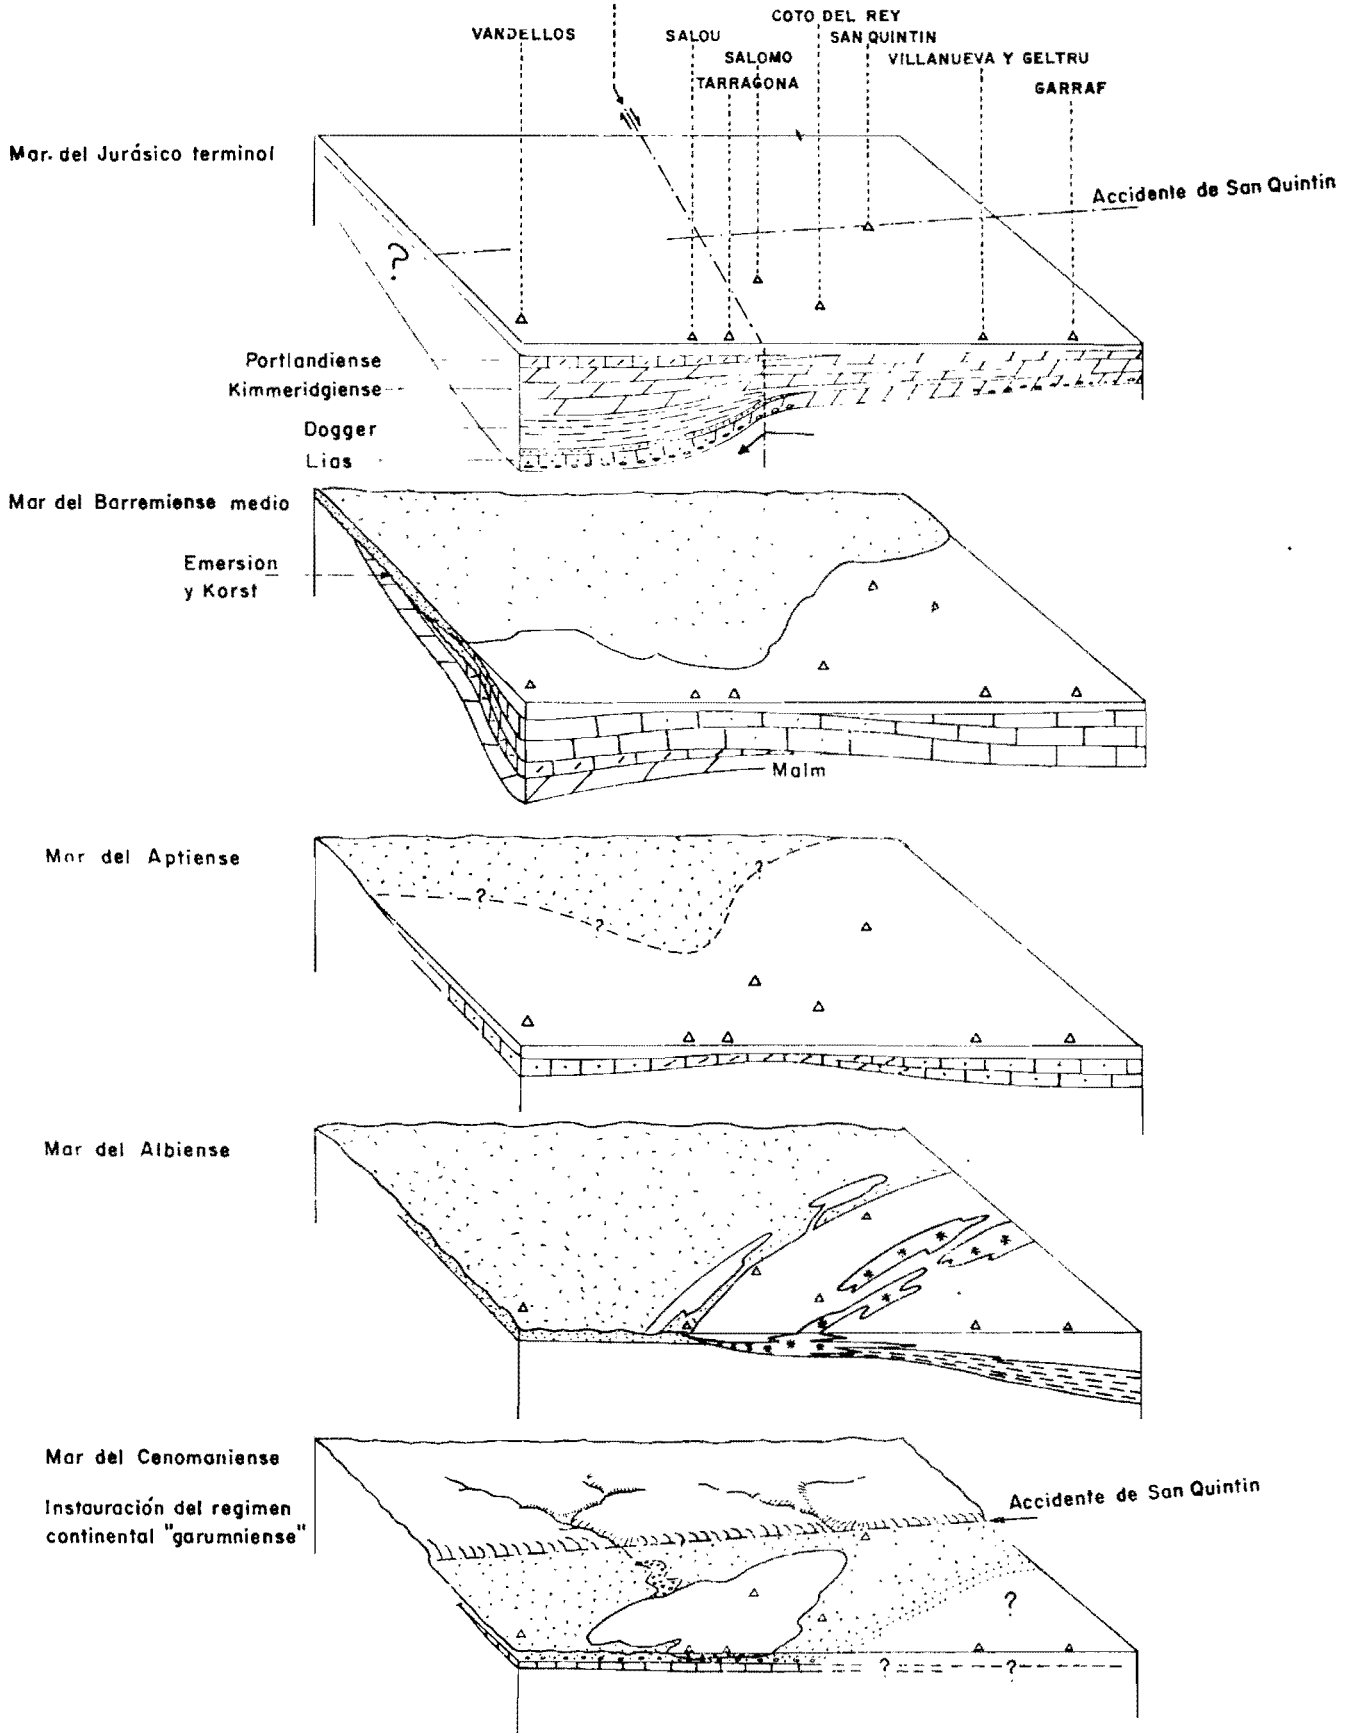 COTO DEL REY
VANDELLOS
SALOU
SAN QUINTIN
SALOMO
VILLANUEVA Y GELTRU
TARRAGONA
GARRAF
Mar. del Jurásico terminol
Accidente de San Quintin
?
Portlandiense
Kimmeridgiense
Dogger
Lias
Mar del Barremiense medio
Emersion
y Korst
Malm
Mar del Aptiense
?
?
?
Mar del Albiense
Mar del Cenomaniense
Accidente de San Quintin
Instauración del regimen
continental "garumniense"
?
?
?